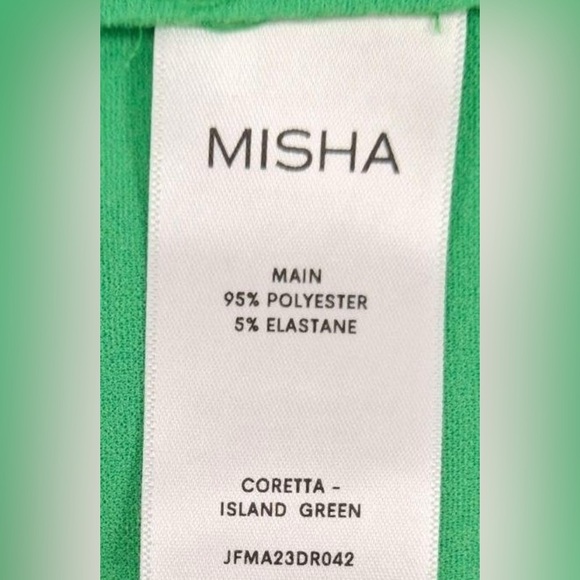 MISHA
MAIN
95% POLYESTER
5% ELASTANE
CORETTA -
ISLAND GREEN
JFMA23DR042